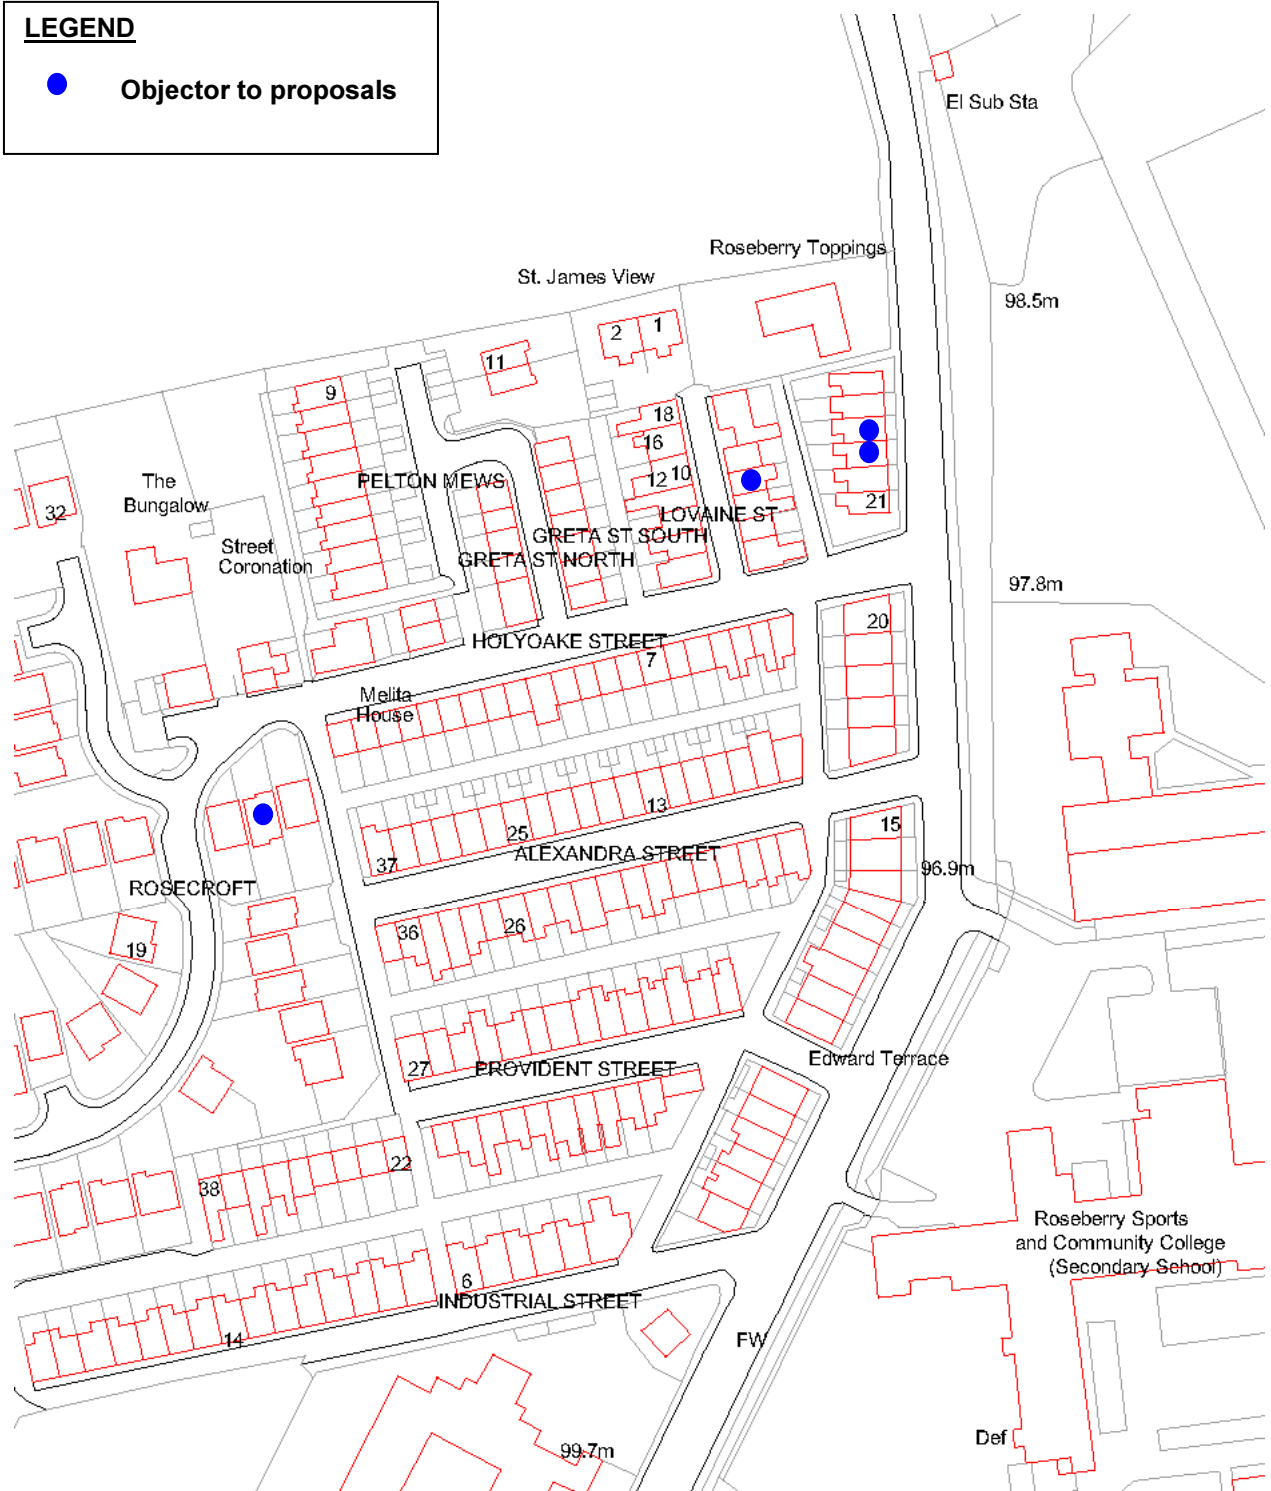 LEGEND
Objector to proposals
El Sub Sta
Roseberry Toppings
St. James View
98.5m
2
1
11
9
18
16
12
10
The
Bungalow
PELTON MEWS
32
21
LOVAINE ST
GRETA ST SOUTH
GRETA ST NORTH
Street
Coronation
97.8m
20
HOLYOAKE STREET
7
Melita
House
13
25
15
ALEXANDRA STREET
37
96.9m
ROSECROFT
36
26
19
Edward Terrace
27
PROVIDENT STREET
22
38
Roseberry Sports
and Community College
(Secondary School)
6
INDUSTRIAL STREET
14
FW
Def
99.7m